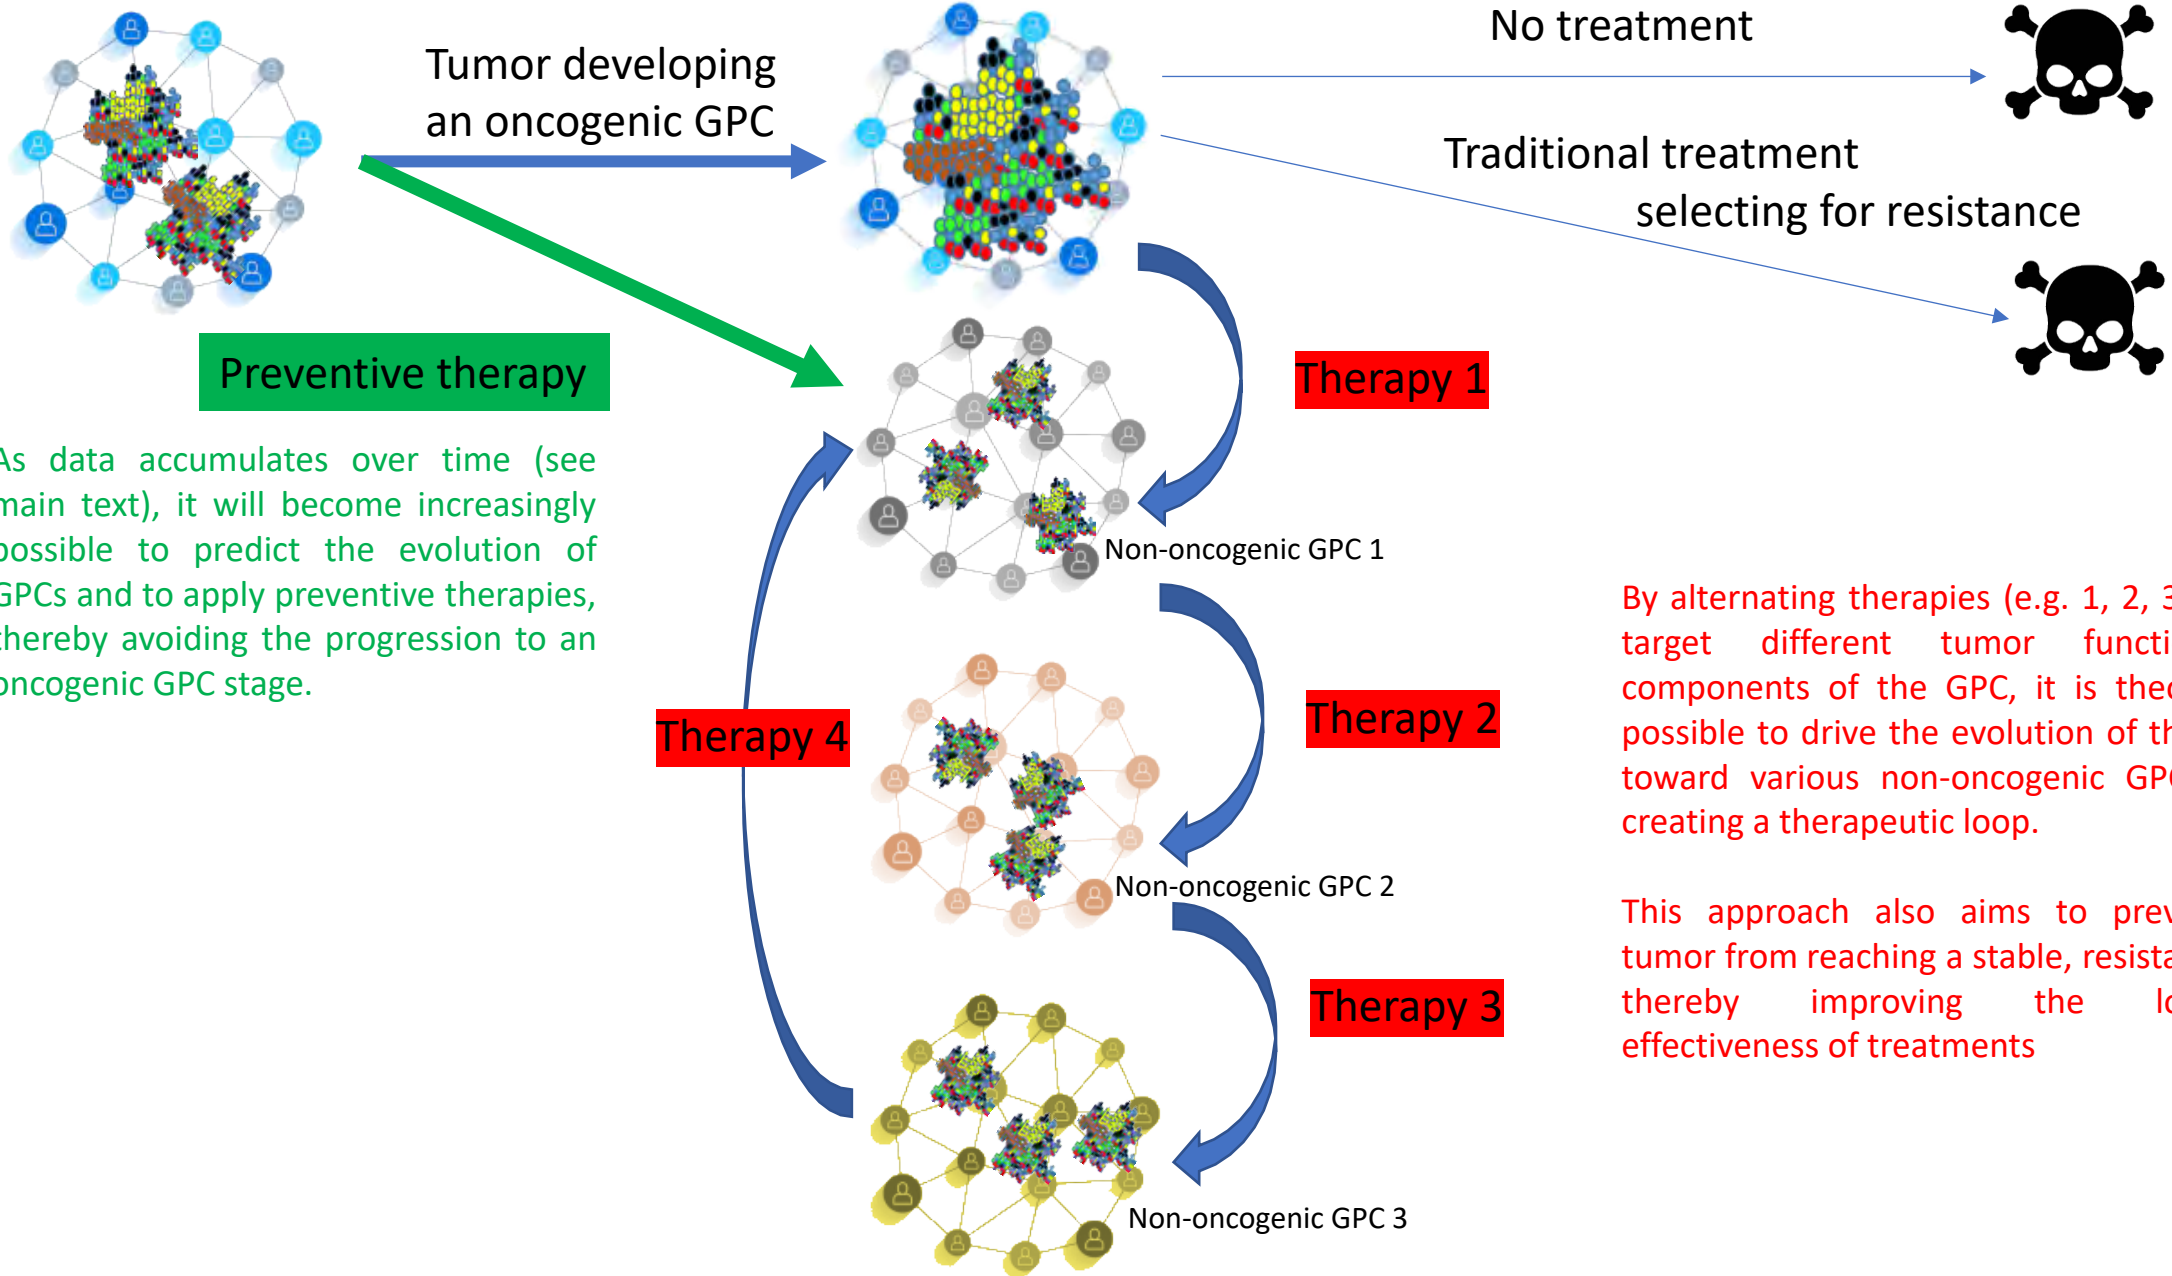 Tumor developing
an oncogenic GPC
No treatment
Traditional treatment
selecting for resistance
Preventive therapy
As data accumulates over time (see
main text), it will become increasingly
possible to predict the evolution of
GPCs and to apply preventive therapies,
thereby avoiding the progression to an
oncogenic GPC stage.
Therapy 1
Non-oncogenic GPC 1
Therapy 2
Therapy 4
Non-oncogenic GPC 2
Therapy 3
Non-oncogenic GPC 3
By alternating therapies (e.g. 1, 2, 3
target different tumor
components of the GPC, it is
possible to drive the evolution of
toward various non-oncogenic
creating a therapeutic loop.
This approach also aims to
tumor from reaching a stable,
thereby improving the
effectiveness of treatments